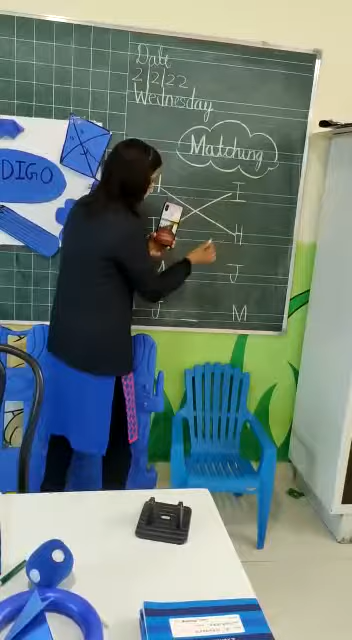 Date
2/2/22
Wednesday
Matching
DIGO
H I
I H
J
J M